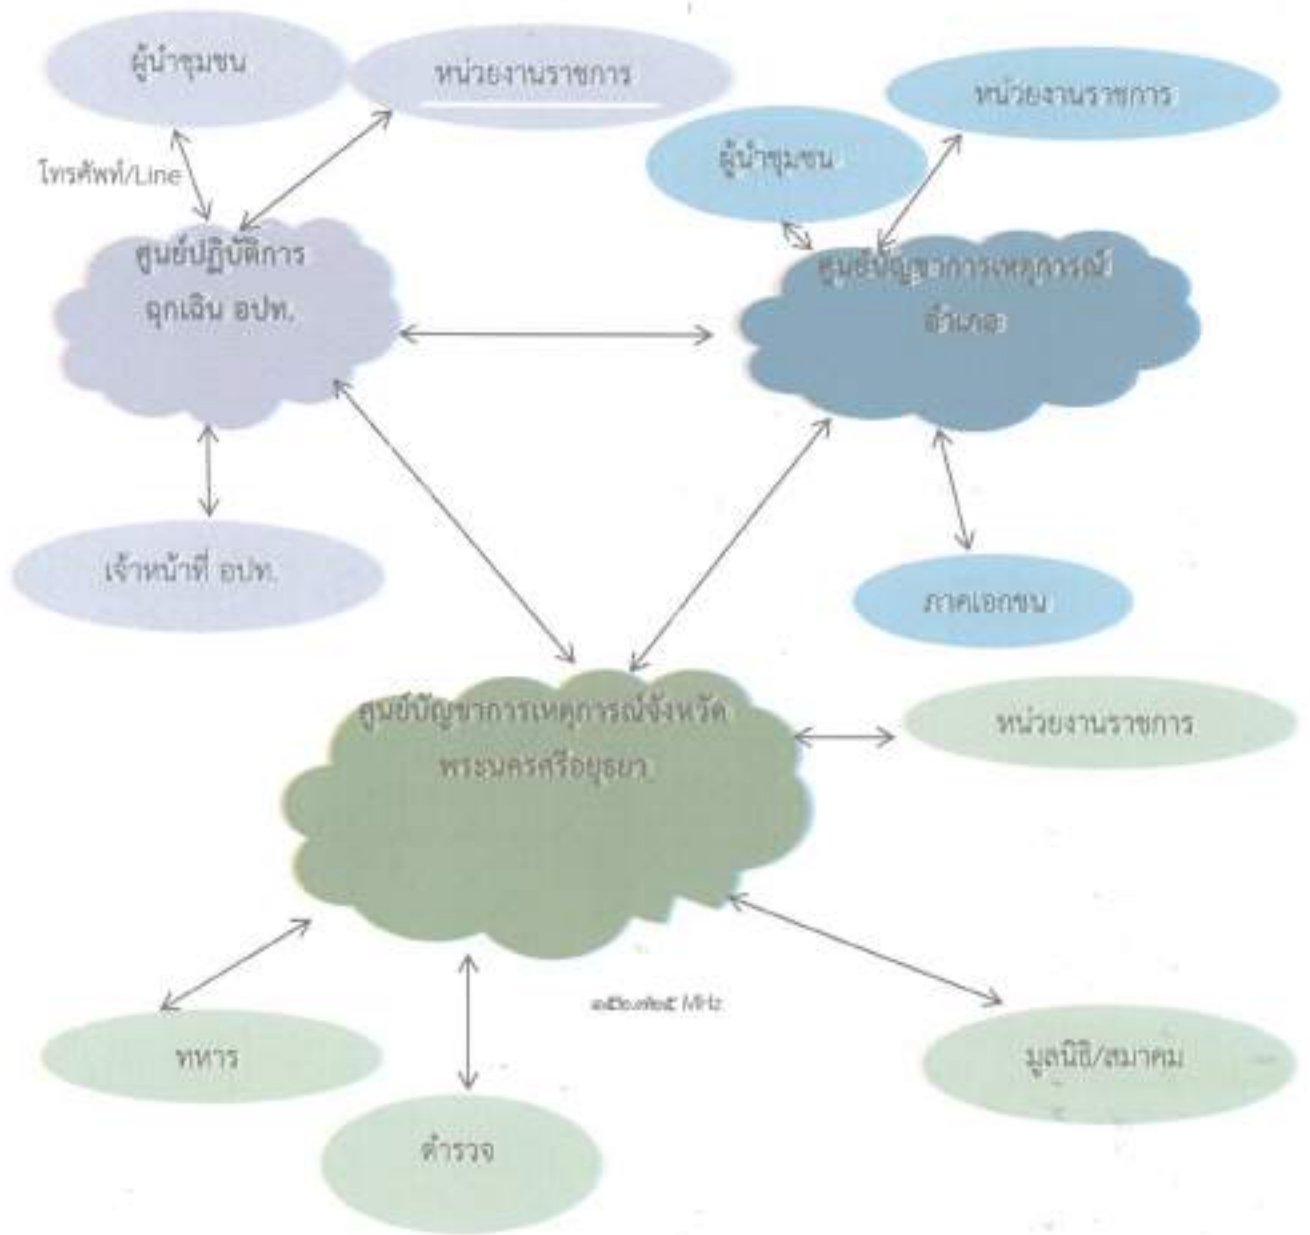 ผู้นำชุมชน
หน่วยงานราชการ
หน่วยงานราชการ
ผู้นำชุมชน
โทรศัพท์/Line
ศูนย์ปฏิบัติการ
ฉุกเฉิน อปท.
ศูนย์บัญชาการเหตุการณ์
อำเภอ
เจ้าหน้าที่ อปท.
ภาคเอกชน
ศูนย์บัญชาการเหตุการณ์จังหวัด
พระนครศรีอยุธยา
หน่วยงานราชการ
MHz
ทหาร
มูลนิธิ/สมาคม
ตำรวจ